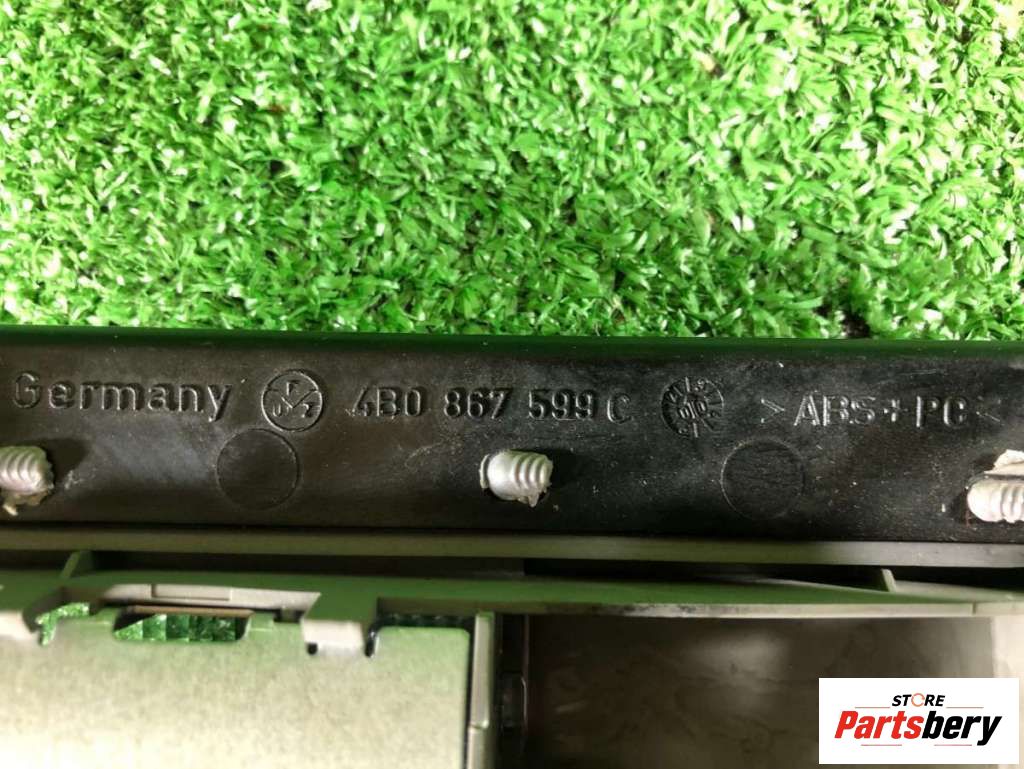 Germany 4B0 867 599 C >ABS+PC<
STORE
Partsbery